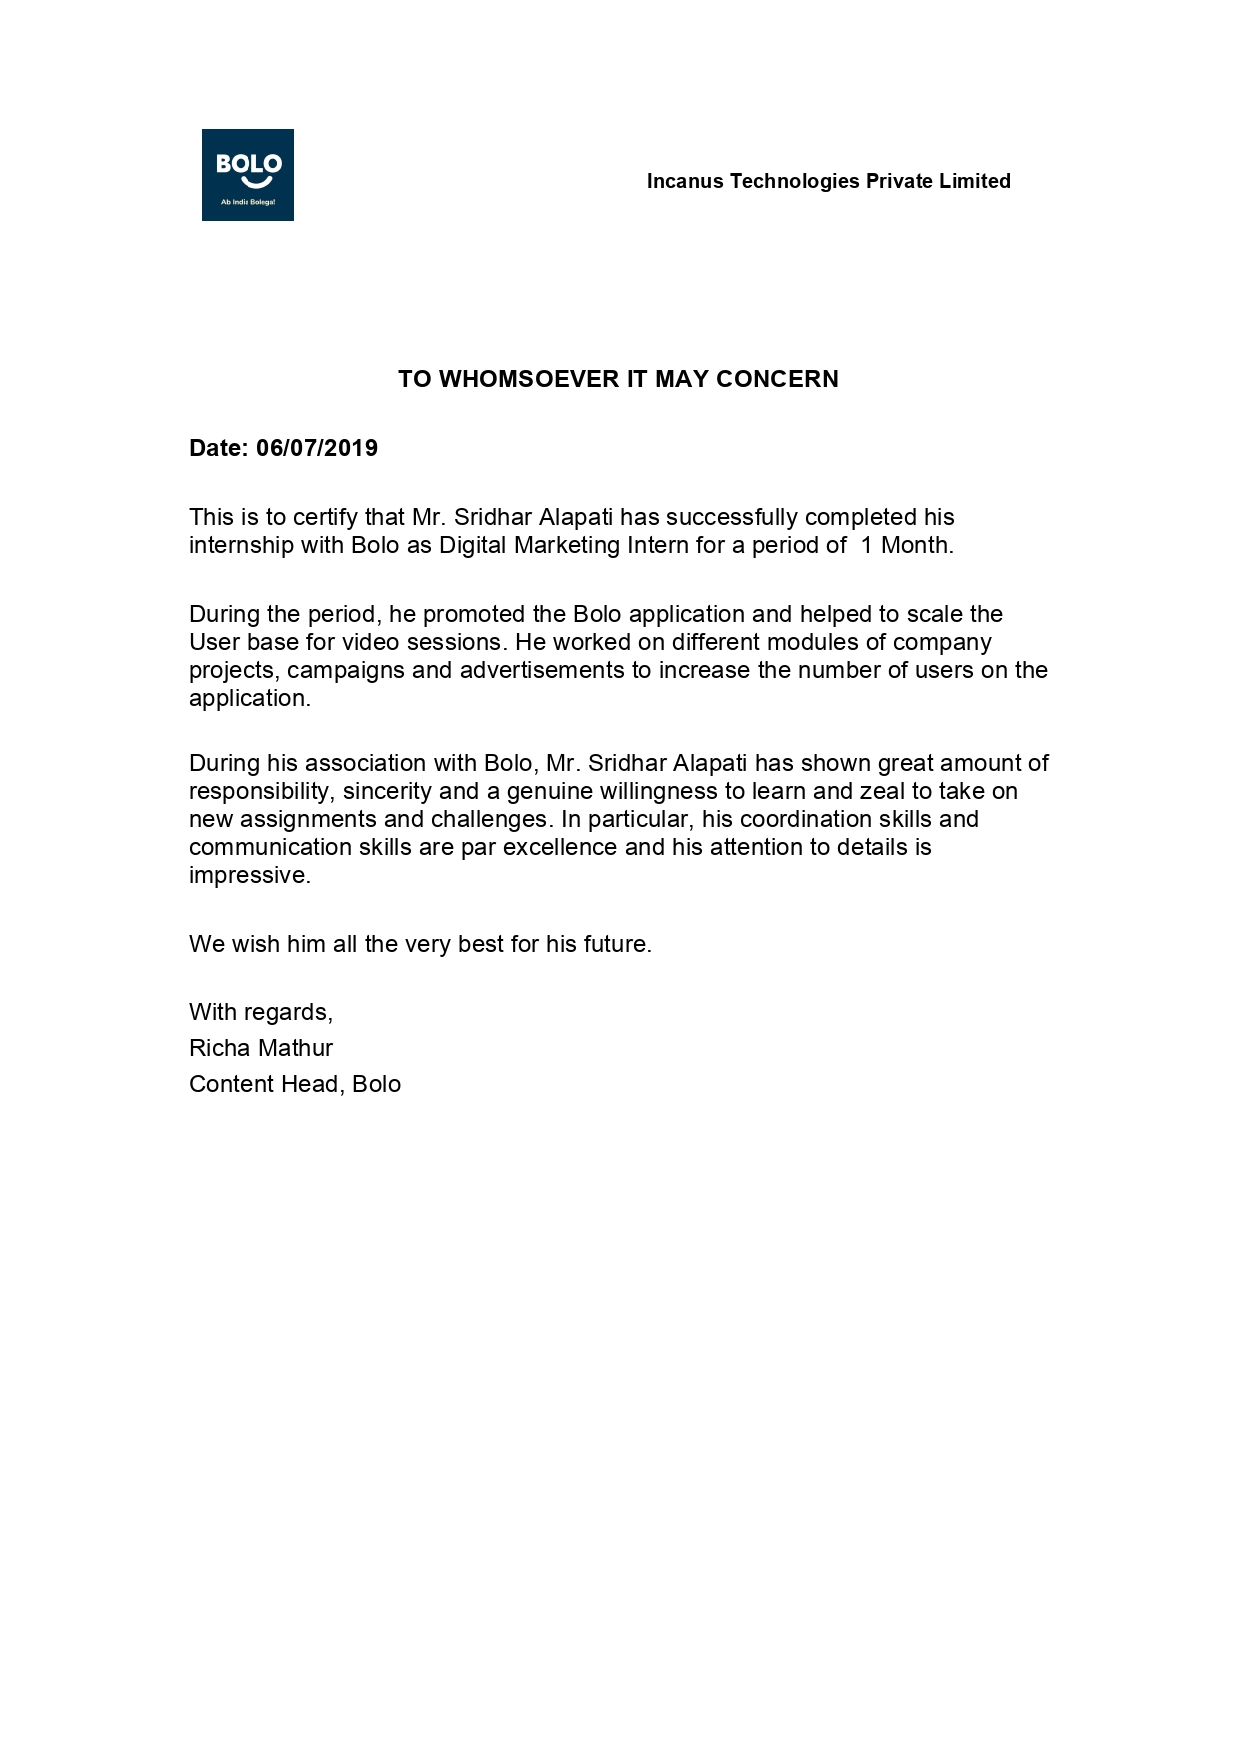 BOLO
Ab India Bolega!
Incanus Technologies Private Limited
TO WHOMSOEVER IT MAY CONCERN
Date: 06/07/2019
This is to certify that Mr. Sridhar Alapati has successfully completed his
internship with Bolo as Digital Marketing Intern for a period of  1 Month.
During the period, he promoted the Bolo application and helped to scale the
User base for video sessions. He worked on different modules of company
projects, campaigns and advertisements to increase the number of users on the
application.
During his association with Bolo, Mr. Sridhar Alapati has shown great amount of
responsibility, sincerity and a genuine willingness to learn and zeal to take on
new assignments and challenges. In particular, his coordination skills and
communication skills are par excellence and his attention to details is
impressive.
We wish him all the very best for his future.
With regards,
Richa Mathur
Content Head, Bolo